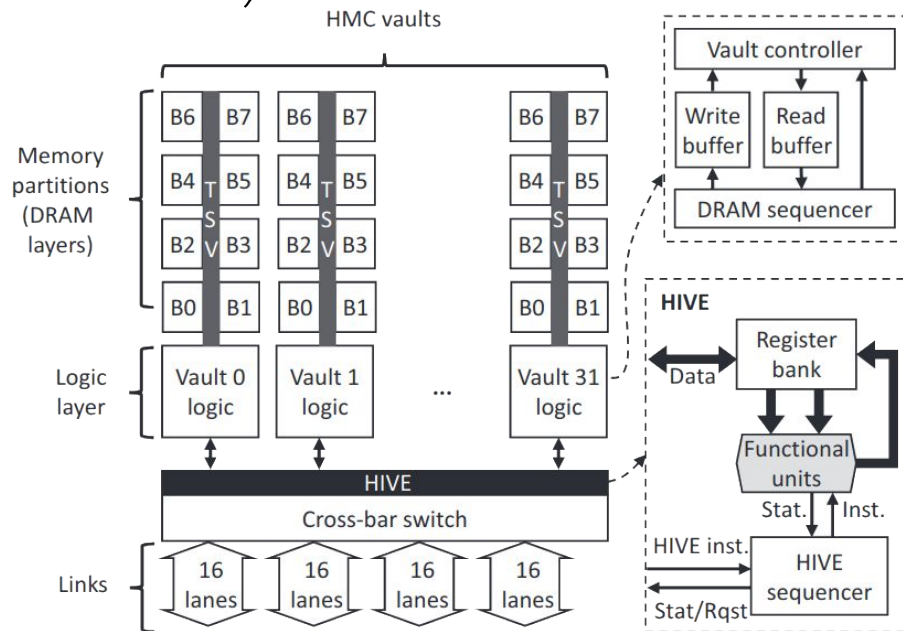 HMC vaults
Memory
partitions
(DRAM
layers)
B6 B7
B4 B5
B2 B3
B0 B1
TSV
B6 B7
B4 B5
B2 B3
B0 B1
TSV
B6 B7
B4 B5
B2 B3
B0 B1
TSV
Logic
layer
Vault 0
logic
Vault 1
logic
...
Vault 31
logic
HIVE
Cross-bar switch
Links
16
lanes
16
lanes
16
lanes
16
lanes
Vault controller
Write
buffer
Read
buffer
DRAM sequencer
HIVE
Register
bank
Data
Functional
units
Stat.
Inst.
HIVE inst.
HIVE
sequencer
Stat/Rqst